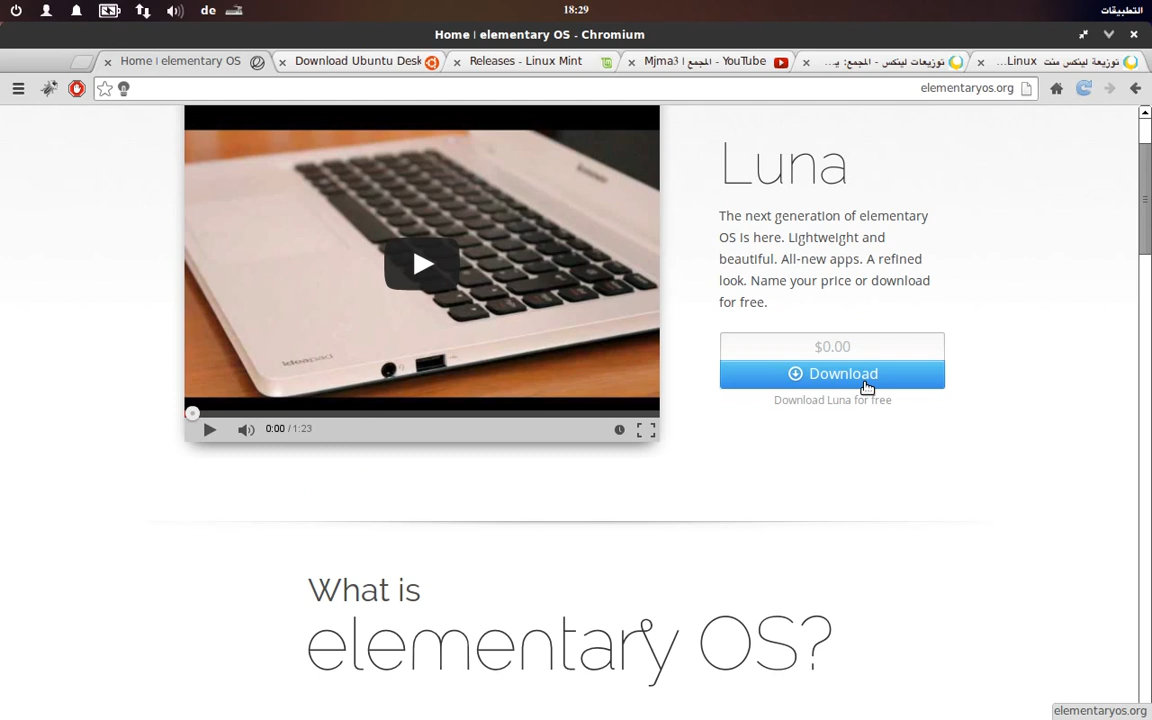 de
18:29
التطبيقات
Home | elementary OS - Chromium
Home | elementary OS
Download Ubuntu Desk
Releases - Linux Mint
Mjma3 | المجمع - YouTube
توزيعات لينكس - المجمع: يـ...
توزيعة لينكس منت Linux...
elementaryos.org
Luna
The next generation of elementary
OS is here. Lightweight and
beautiful. All-new apps. A refined
look. Name your price or download
for free.
$0.00
Download
Download Luna for free
ideapad
0:00 / 1:23
What is
elementary OS?
elementaryos.org